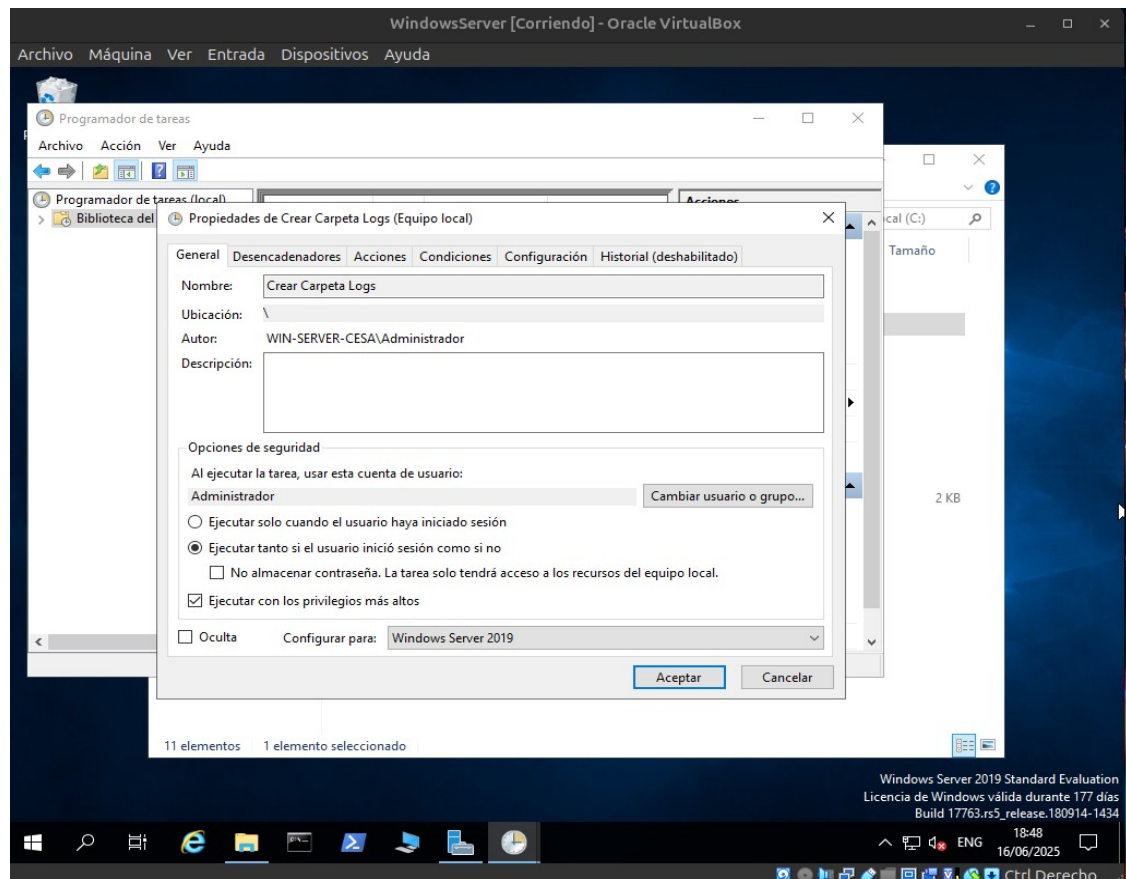 WindowsServer [Corriendo] - Oracle VirtualBox
Archivo Máquina Ver Entrada Dispositivos Ayuda
Programador de tareas
Archivo Acción Ver Ayuda
Programador de tareas (local)
Acciones
Biblioteca del
Propiedades de Crear Carpeta Logs (Equipo local)
(C:)
General Desencadenadores Acciones Condiciones Configuración Historial (deshabilitado)
Tamaño
Nombre: Crear Carpeta Logs
Ubicación: \
Autor: WIN-SERVER-CESA\Administrador
Descripción:
Opciones de seguridad
Al ejecutar la tarea, usar esta cuenta de usuario:
Administrador
Cambiar usuario o grupo...
2 KB
Ejecutar solo cuando el usuario haya iniciado sesión
Ejecutar tanto si el usuario inició sesión como si no
No almacenar contraseña. La tarea solo tendrá acceso a los recursos del equipo local.
Ejecutar con los privilegios más altos
Oculta Configurar para: Windows Server 2019
Aceptar Cancelar
11 elementos 1 elemento seleccionado
Windows Server 2019 Standard Evaluation
Licencia de Windows válida durante 177 días
Build 17763.rs5_release.180914-1434
ENG
18:48
16/06/2025
Ctrl Derecho